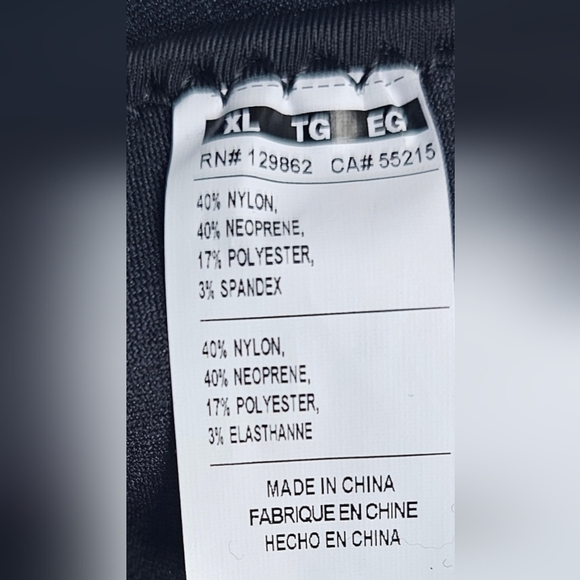 XL TG EG
RN# 129862 CA# 55215
40% NYLON,
40% NEOPRENE,
17% POLYESTER,
3% SPANDEX
40% NYLON,
40% NEOPRENE,
17% POLYESTER,
3% ELASTHANNE
MADE IN CHINA
FABRIQUE EN CHINE
HECHO EN CHINA